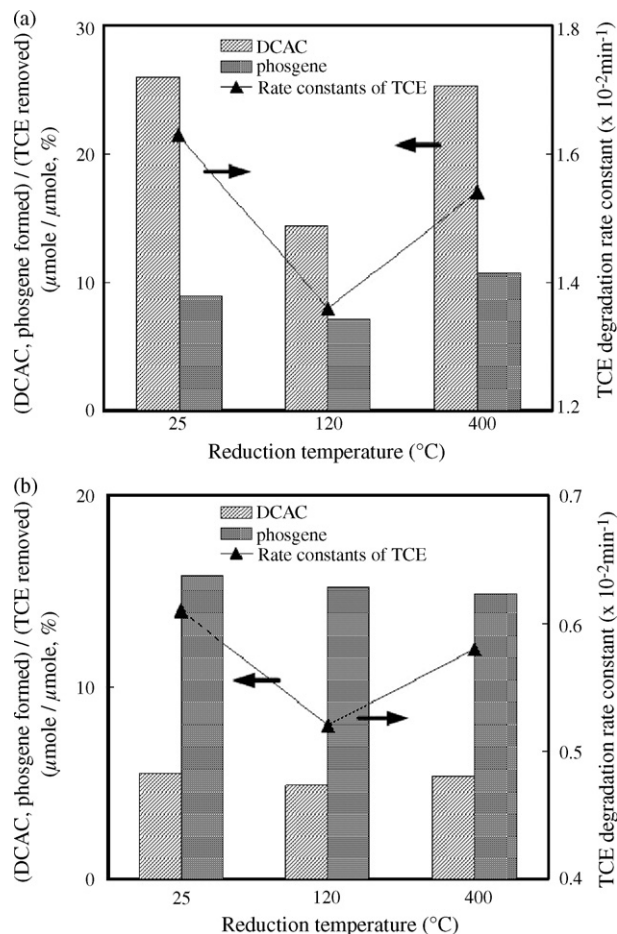 (a)
30
20
10
0
(DCAC, phosgene formed) / (TCE removed)
(μmole / μmole, %)
DCAC
phosgene
Rate constants of TCE
1.8
1.6
1.4
1.2
TCE degradation rate constant (x 10-2min-1)
25
120
400
Reduction temperature (°C)
(b)
20
10
0
(DCAC, phosgene formed) / (TCE removed)
(μmole / μmole, %)
DCAC
phosgene
Rate constants of TCE
0.7
0.6
0.5
0.4
TCE degradation rate constant (x 10-2min-1)
25
120
400
Reduction temperature (°C)